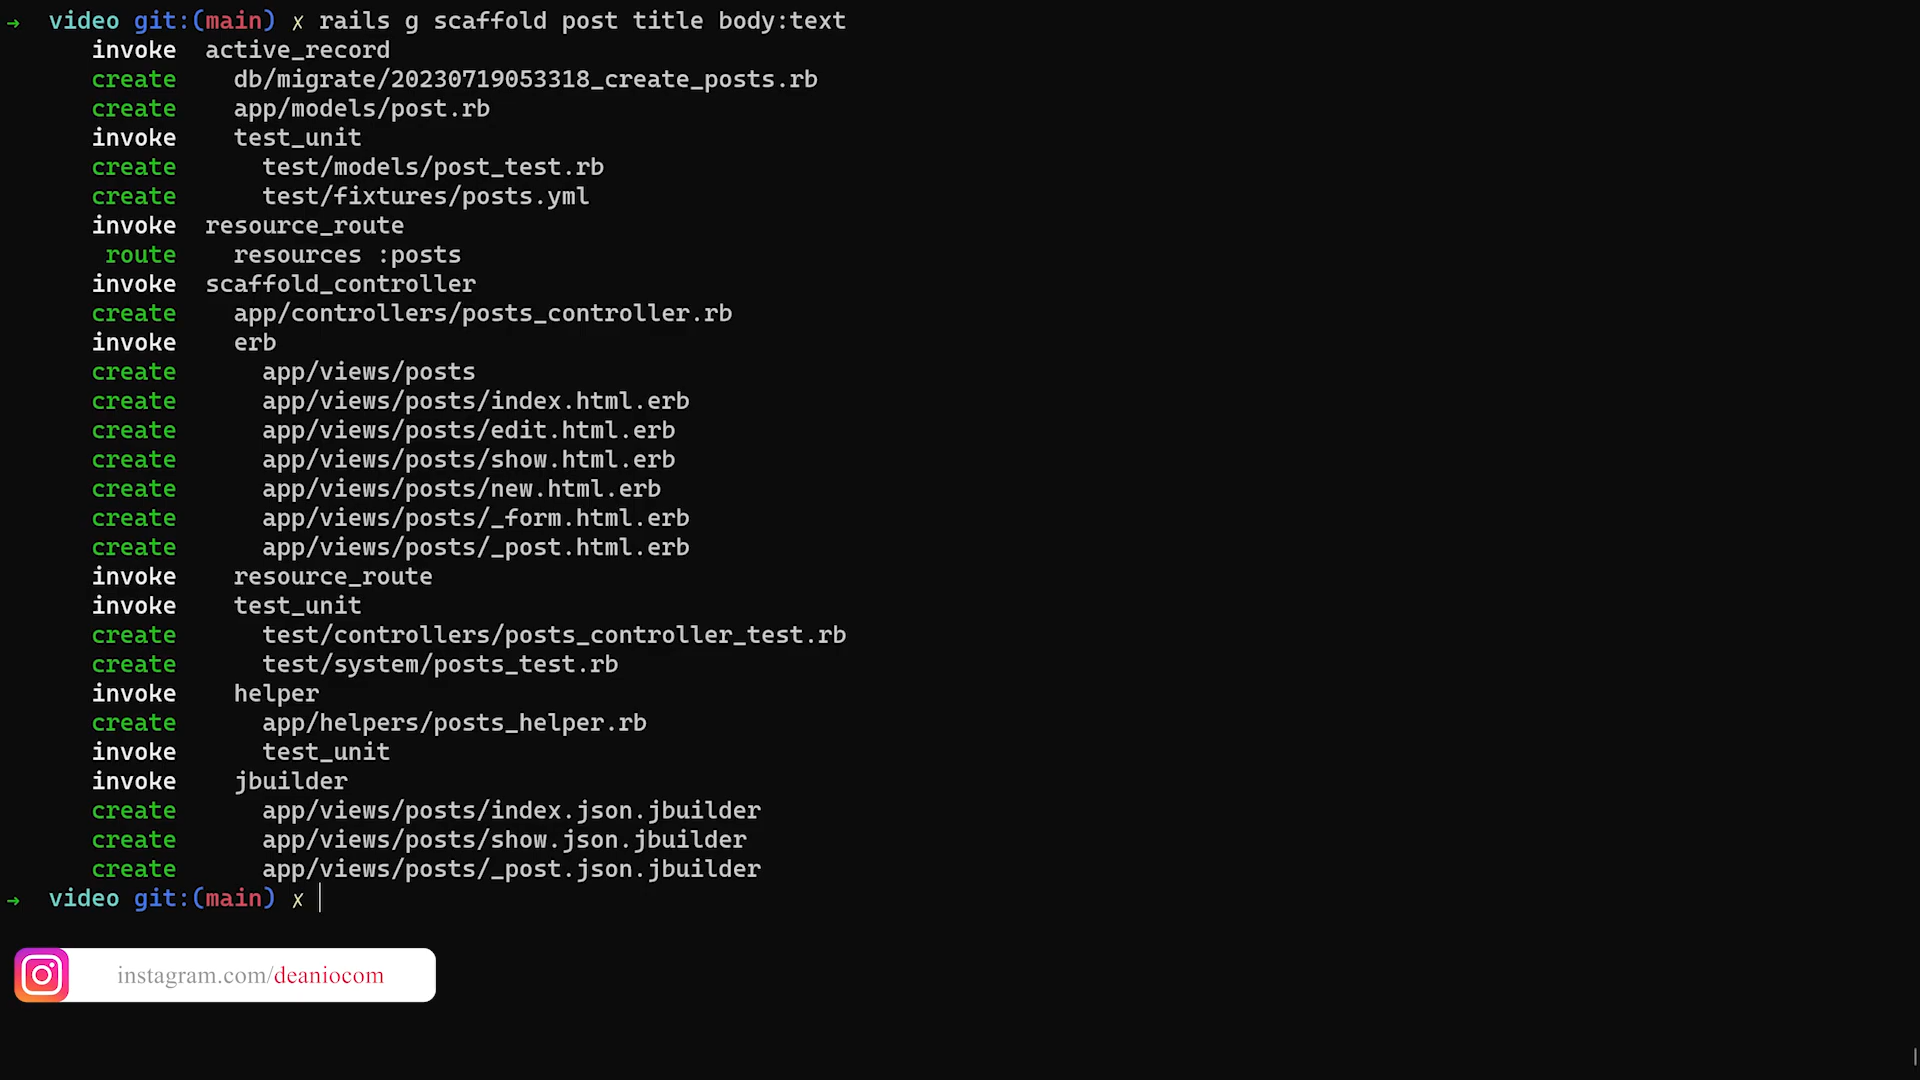 → video git:(main) ✗ rails g scaffold post title body:text
invoke active_record
create db/migrate/20230719053318_create_posts.rb
create app/models/post.rb
invoke test_unit
create test/models/post_test.rb
create test/fixtures/posts.yml
invoke resource_route
route resources :posts
invoke scaffold_controller
create app/controllers/posts_controller.rb
invoke erb
create app/views/posts
create app/views/posts/index.html.erb
create app/views/posts/edit.html.erb
create app/views/posts/show.html.erb
create app/views/posts/new.html.erb
create app/views/posts/_form.html.erb
create app/views/posts/_post.html.erb
invoke resource_route
invoke test_unit
create test/controllers/posts_controller_test.rb
create test/system/posts_test.rb
invoke helper
create app/helpers/posts_helper.rb
invoke test_unit
invoke jbuilder
create app/views/posts/index.json.jbuilder
create app/views/posts/show.json.jbuilder
create app/views/posts/_post.json.jbuilder
→ video git:(main) ✗
instagram.com/deaniocom